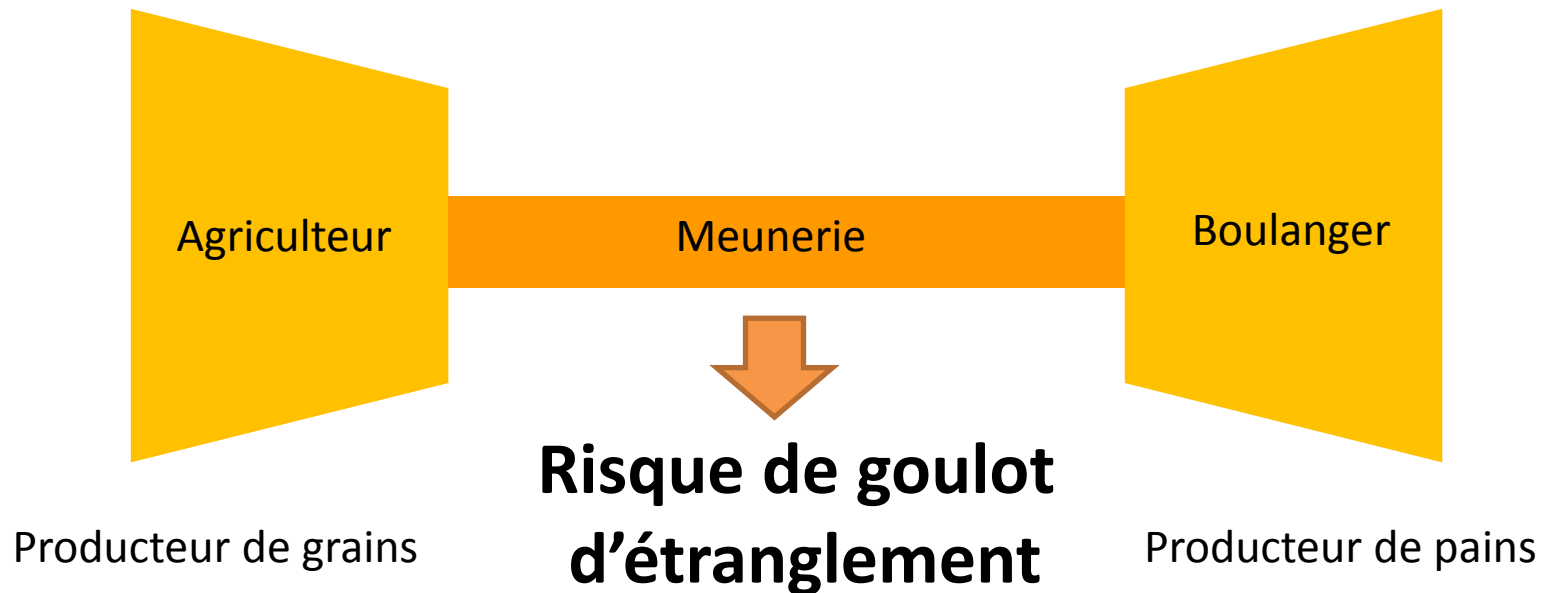 Agriculteur
Meunerie
Boulanger
Risque de goulot
d’étranglement
Producteur de grains
Producteur de pains